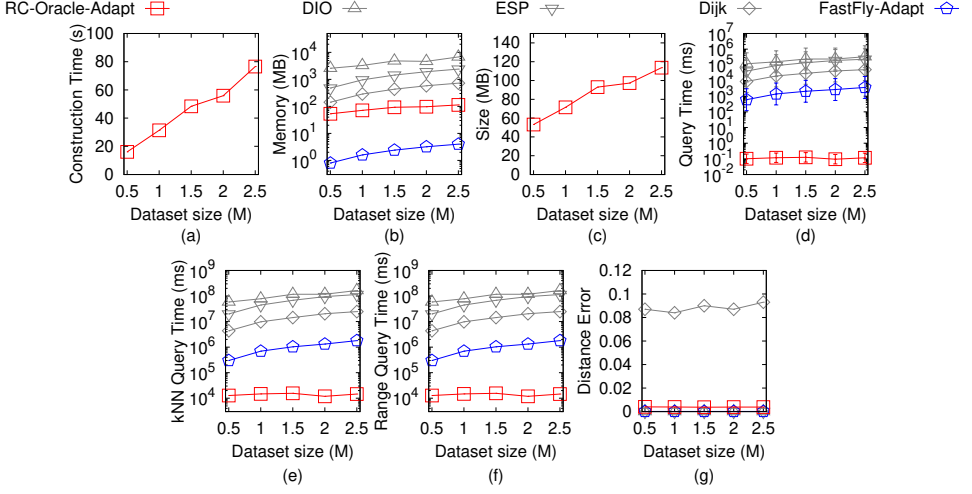 RC-Oracle-Adapt DIO ESP Dijk FastFly-Adapt
Construction Time (s)
100
80
60
40
20
0
0.5 1 1.5 2 2.5
Dataset size (M)
(a)
Memory (MB)
10^5
10^4
10^3
10^2
10^1
10^0
0.5 1 1.5 2 2.5
Dataset size (M)
(b)
Size (MB)
140
120
100
80
60
40
20
0
0.5 1 1.5 2 2.5
Dataset size (M)
(c)
Query Time (ms)
10^6
10^5
10^4
10^3
10^2
10^1
10^0
10^-1
10^-2
0.5 1 1.5 2 2.5
Dataset size (M)
(d)
kNN Query Time (ms)
10^9
10^8
10^7
10^6
10^5
10^4
0.5 1 1.5 2 2.5
Dataset size (M)
(e)
Range Query Time (ms)
10^9
10^8
10^7
10^6
10^5
10^4
0.5 1 1.5 2 2.5
Dataset size (M)
(f)
Distance Error
0.12
0.1
0.08
0.06
0.04
0.02
0
0.5 1 1.5 2 2.5
Dataset size (M)
(g)